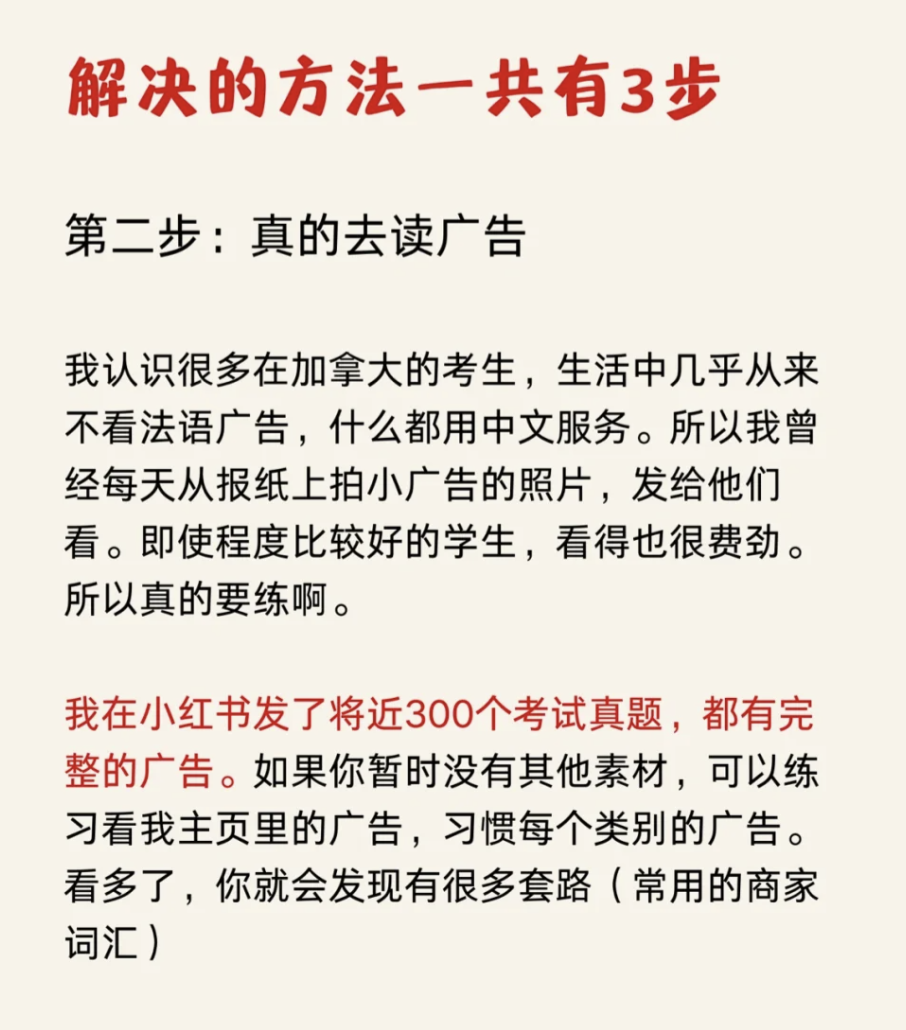 解决的方法一共有3步
第二步：真的去读广告
我认识很多在加拿大的考生，生活中几乎从来
不看法语广告，什么都用中文服务。所以我曾
经每天从报纸上拍小广告的照片，发给他们
看。即使程度比较好的学生，看得也很费劲。
所以真的要练啊。
我在小红书发了将近300个考试真题，都有完
整的广告。如果你暂时没有其他素材，可以练
习看我主页里的广告，习惯每个类别的广告。
看多了，你就会发现有很多套路（常用的商家
词汇）